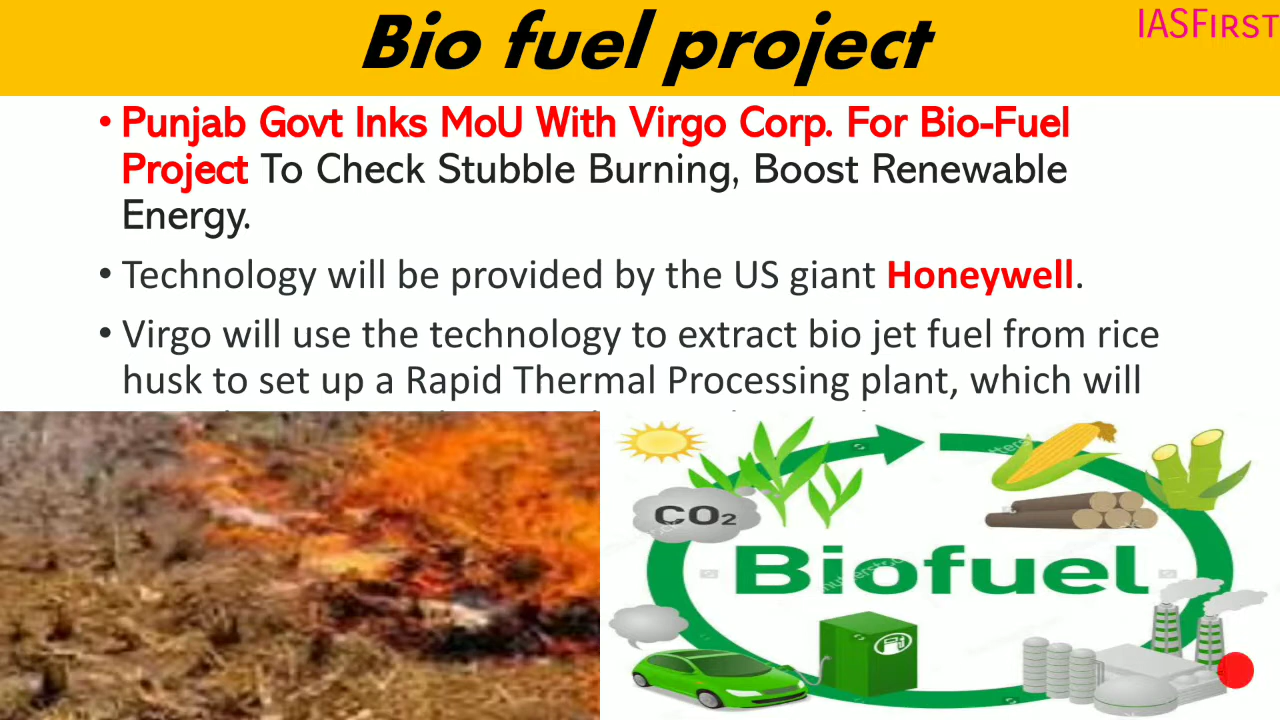 Bio fuel project
IASFIRST
• Punjab Govt Inks MoU With Virgo Corp. For Bio-Fuel
Project To Check Stubble Burning, Boost Renewable
Energy.
• Technology will be provided by the US giant Honeywell.
• Virgo will use the technology to extract bio jet fuel from rice
husk to set up a Rapid Thermal Processing plant, which will
CO2
Biofuel